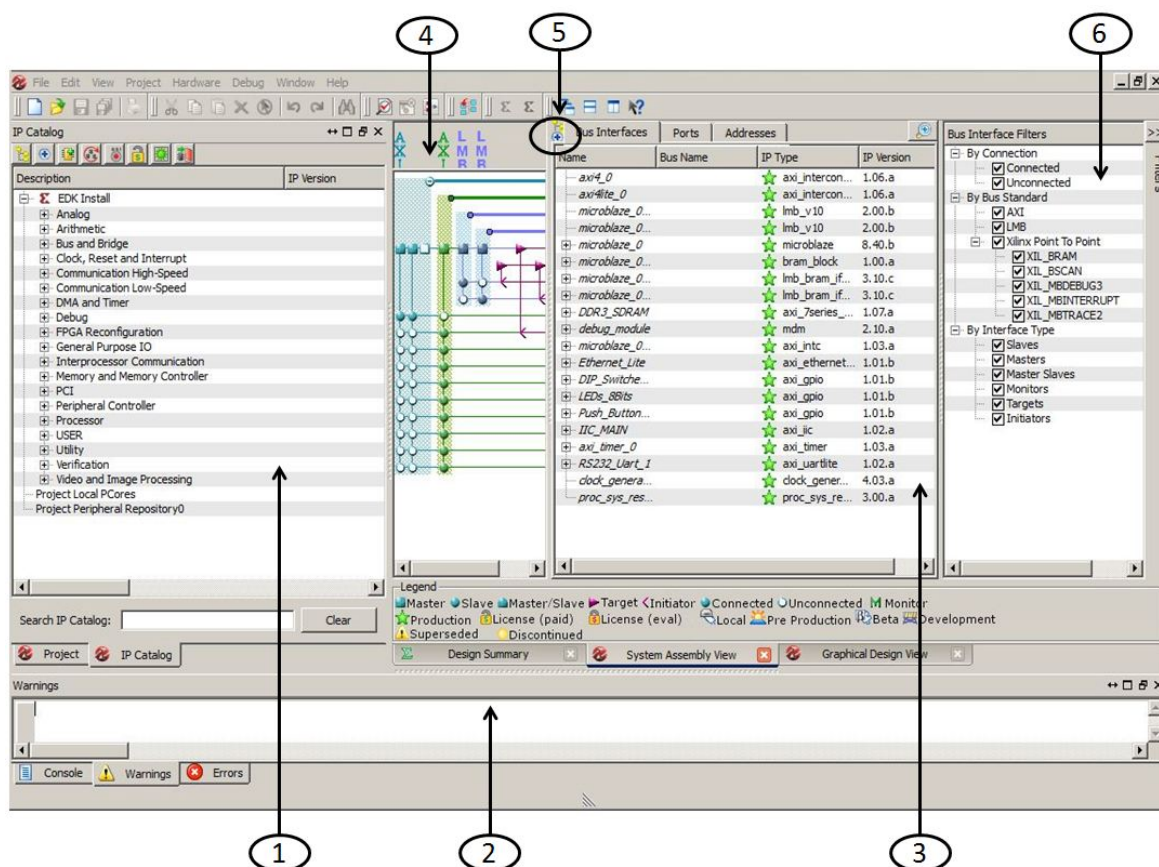 4
5
6
File Edit View Project Hardware Debug Window Help
IP Catalog
Description IP Version
EDK Install
Analog
Arithmetic
Bus and Bridge
Clock, Reset and Interrupt
Communication High-Speed
Communication Low-Speed
DMA and Timer
Debug
FPGA Reconfiguration
General Purpose IO
Interprocessor Communication
Memory and Memory Controller
PCI
Peripheral Controller
Processor
USER
Utility
Verification
Video and Image Processing
Project Local PCores
Project Peripheral Repository0
Search IP Catalog: Clear
Project IP Catalog
Bus Interfaces Ports Addresses
Name Bus Name IP Type IP Version
axi4_0 axi_intercon... 1.06.a
axi4lite_0 axi_intercon... 1.06.a
microblaze_0... lmb_v10 2.00.b
microblaze_0... lmb_v10 2.00.b
microblaze_0 microblaze 8.40.b
microblaze_0... bram_block 1.00.a
microblaze_0... lmb_bram_if... 3.10.c
microblaze_0... lmb_bram_if... 3.10.c
DDR3_SDRAM axi_7series_... 1.07.a
debug_module mdm 2.10.a
microblaze_0... axi_intc 1.03.a
Ethernet_Lite axi_ethernet... 1.01.b
DIP_Switche... axi_gpio 1.01.b
LEDs_8Bits axi_gpio 1.01.b
Push_Button... axi_gpio 1.01.b
IIC_MAIN axi_iic 1.02.a
axi_timer_0 axi_timer 1.03.a
RS232_Uart_1 axi_uartlite 1.02.a
clock_genera... clock_gener... 4.03.a
proc_sys_res... proc_sys_re... 3.00.a
Legend
Master Slave Master/Slave Target Initiator Connected Unconnected Monitor
Production License (paid) License (eval) Local Pre Production Beta Development
Superseded Discontinued
Design Summary System Assembly View Graphical Design View
Bus Interface Filters
By Connection
Connected
Unconnected
By Bus Standard
AXI
LMB
Xilinx Point To Point
XIL_BRAM
XIL_BSCAN
XIL_MBDEBUG3
XIL_MBINTERRUPT
XIL_MBTRACE2
By Interface Type
Slaves
Masters
Master Slaves
Monitors
Targets
Initiators
Filters
Warnings
Console Warnings Errors
1
2
3